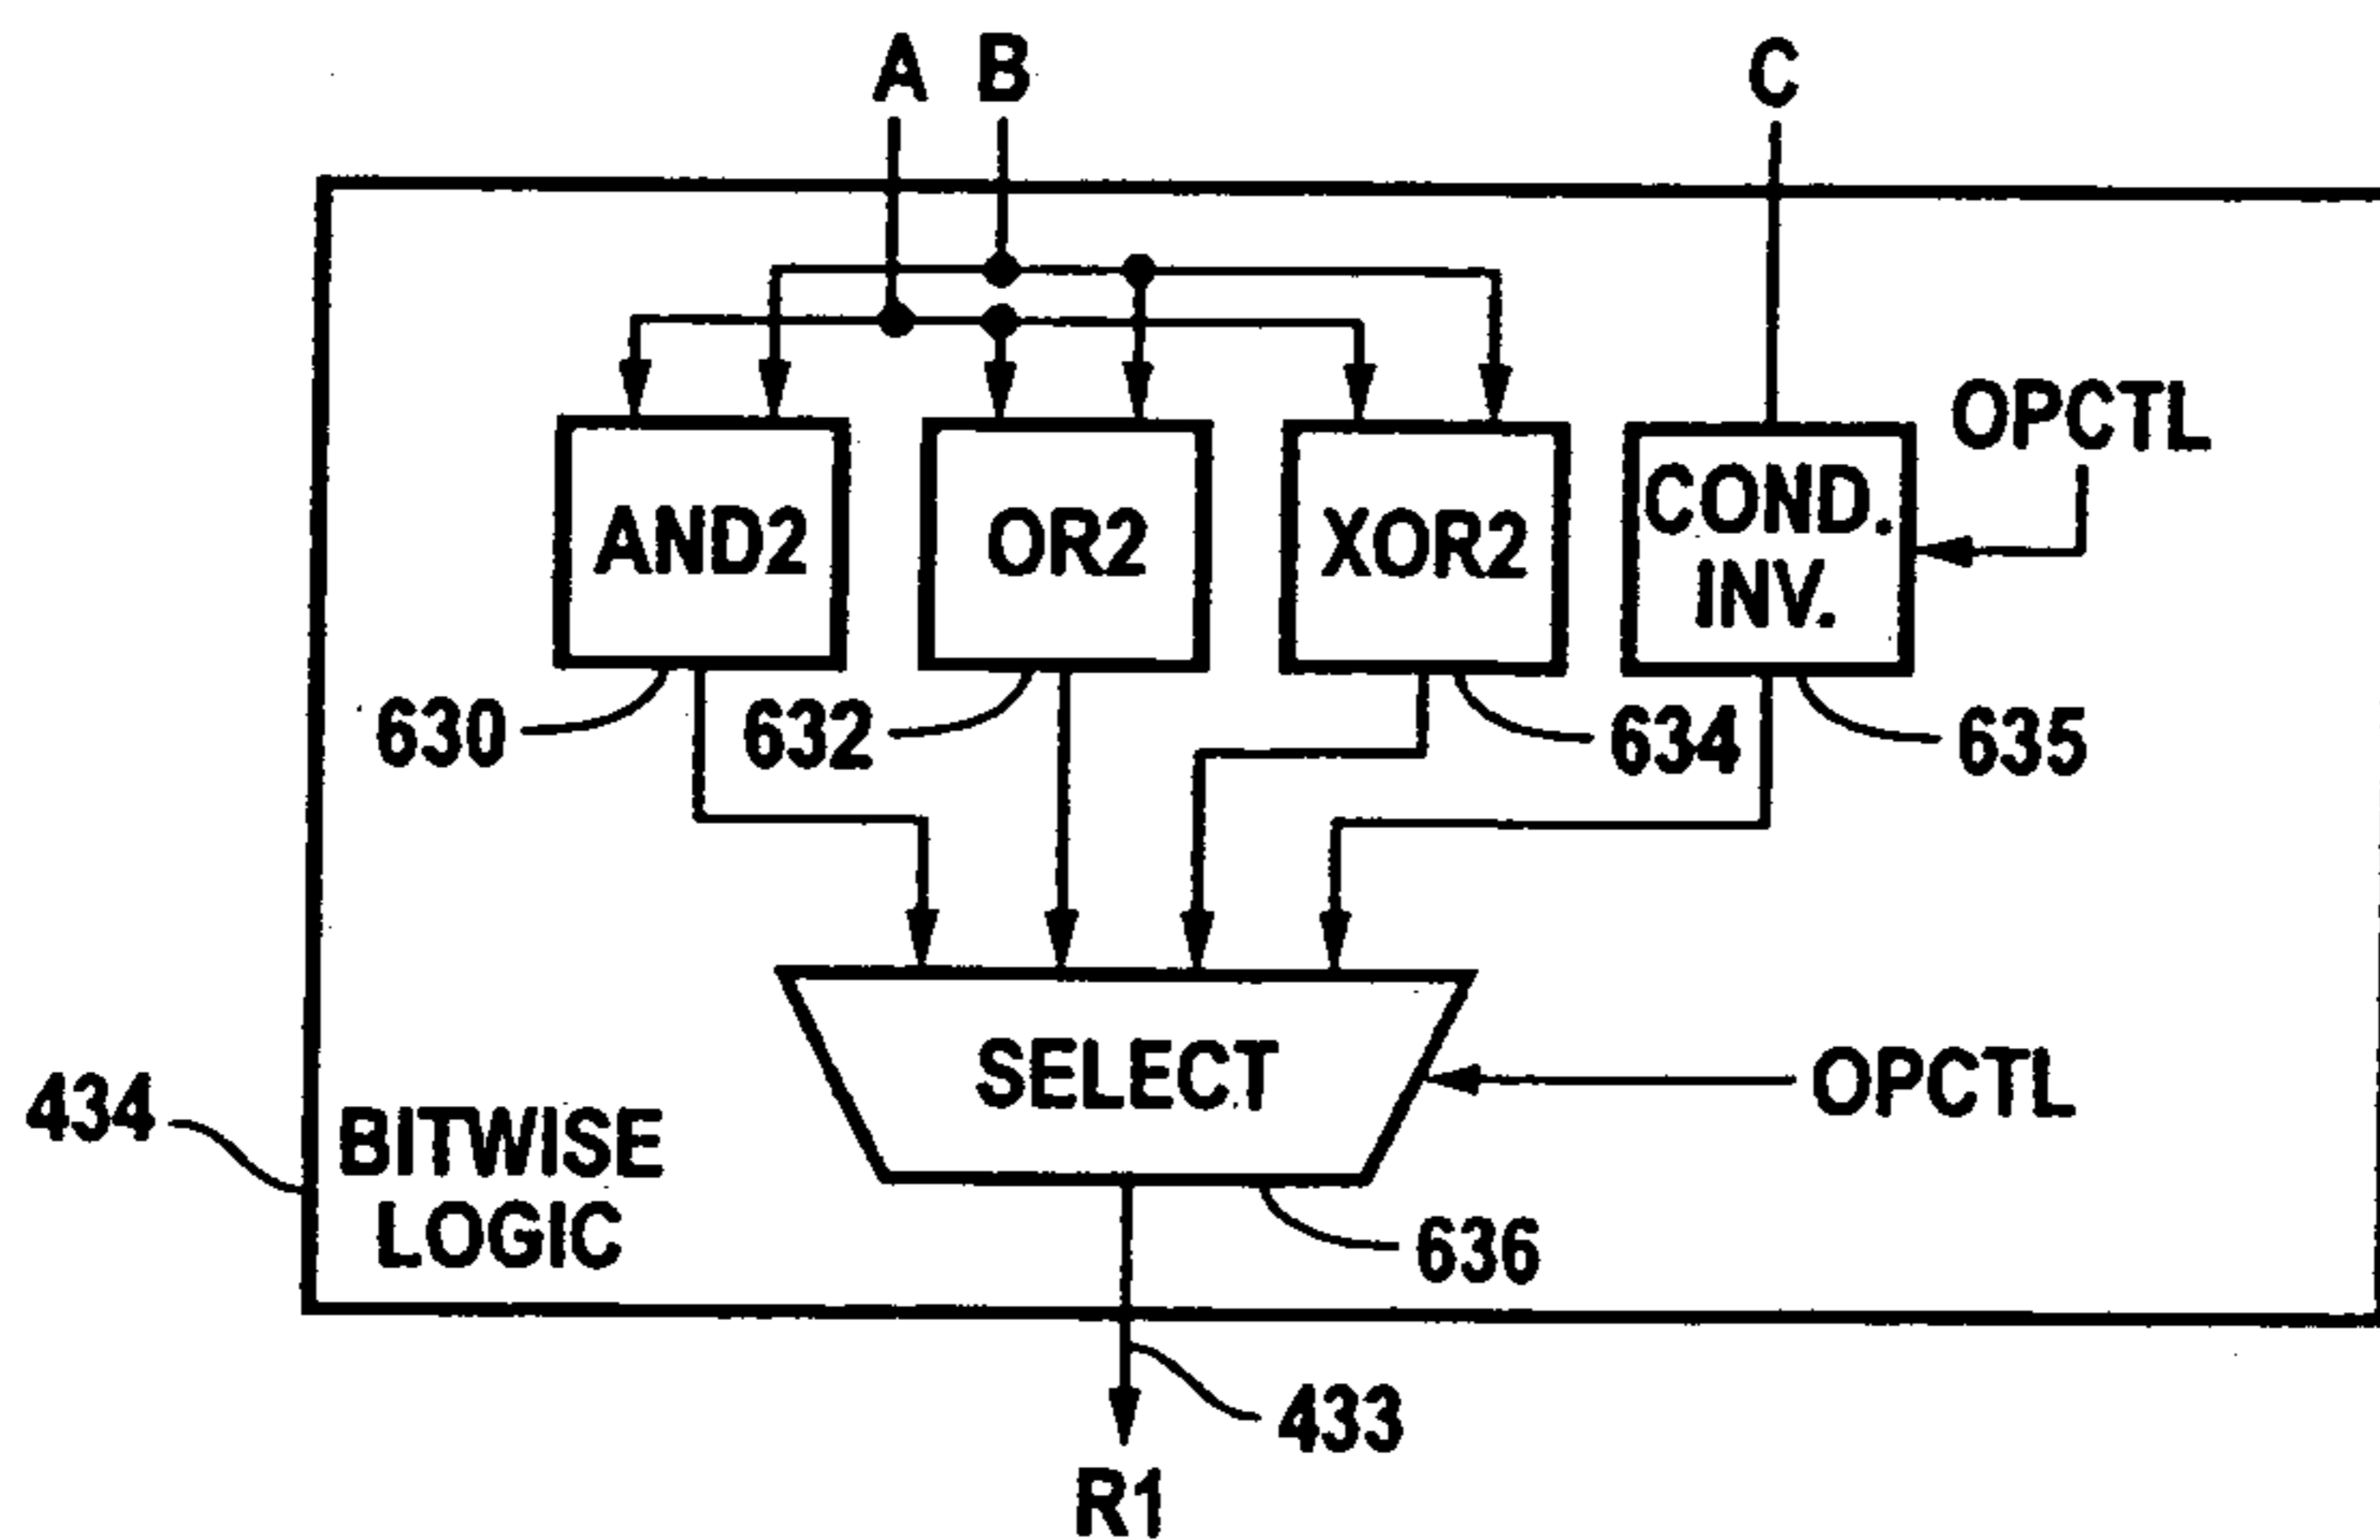 A B C
OPCTL
AND2 OR2 XOR2 COND.
INV.
630 632 634 635
SELECT
OPCTL
434
BITWISE
LOGIC
636
433
R1